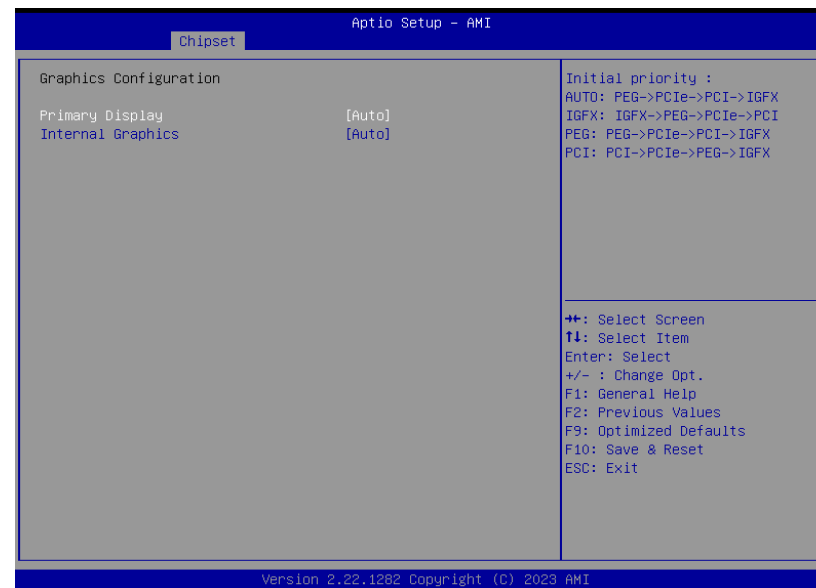 Aptio Setup – AMI
Chipset
Graphics Configuration
Primary Display [Auto]
Internal Graphics [Auto]
Initial priority :
AUTO: PEG->PCIe->PCI->IGFX
IGFX: IGFX->PEG->PCIe->PCI
PEG: PEG->PCIe->PCI->IGFX
PCI: PCI->PCIe->PEG->IGFX
→←: Select Screen
↑↓: Select Item
Enter: Select
+/- : Change Opt.
F1: General Help
F2: Previous Values
F9: Optimized Defaults
F10: Save & Reset
ESC: Exit
Version 2.22.1282 Copyright (C) 2023 AMI